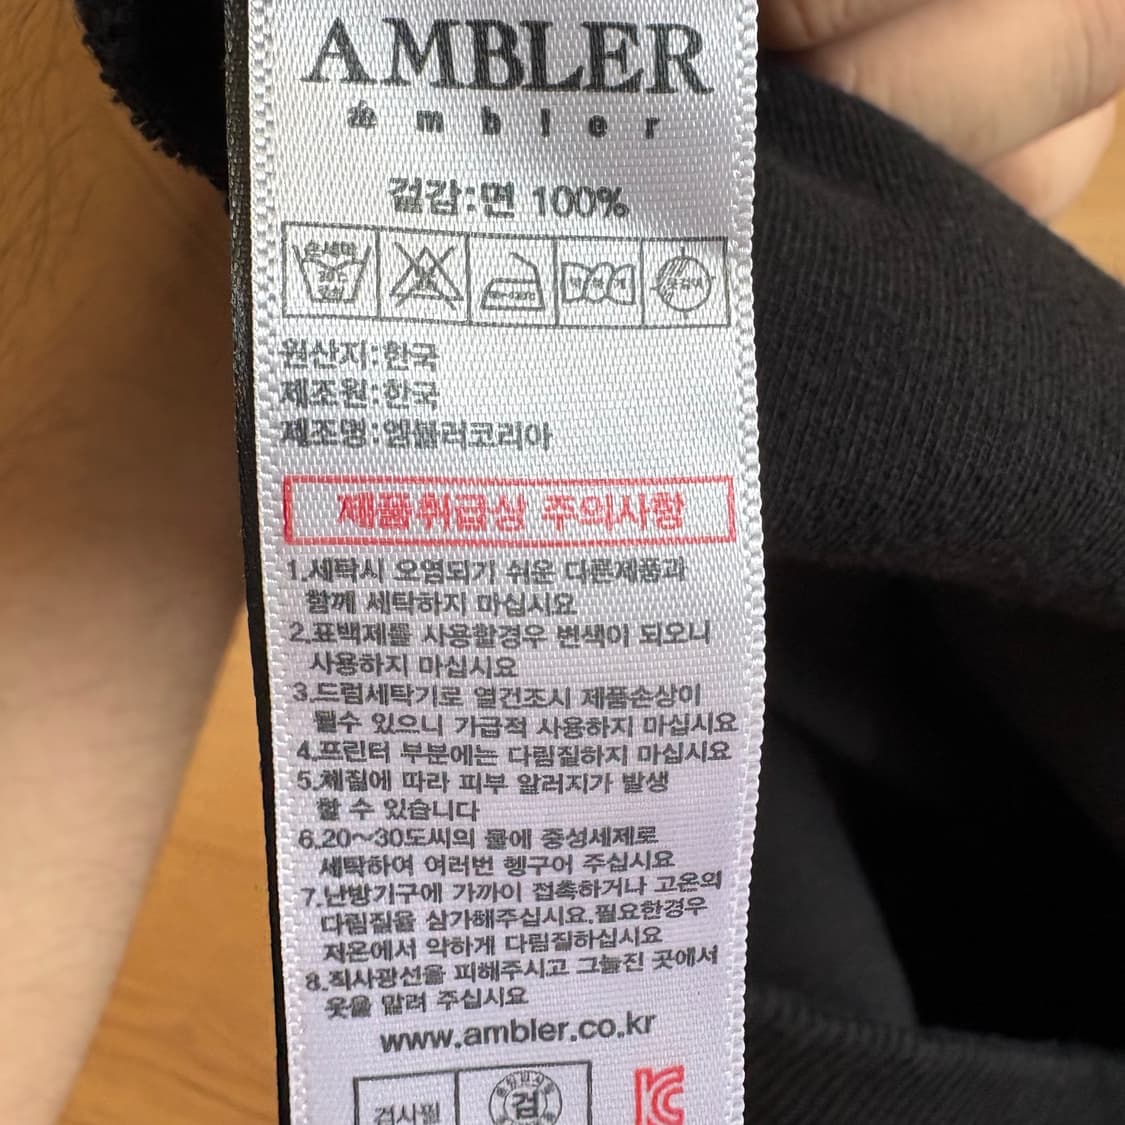 AMBLER
ambler
겉감:면 100%
손세탁
원산지:한국
제조원:한국
제조명:엠블러코리아
제품취급상 주의사항
1.세탁시 오염되기 쉬운 다른제품과
함께 세탁하지 마십시요
2.표백제를 사용할경우 변색이 되오니
사용하지 마십시요
3.드럼세탁기로 열건조시 제품손상이
될수 있으니 가급적 사용하지 마십시요
4.프린터 부분에는 다림질하지 마십시요
5.체질에 따라 피부 알러지가 발생
할 수 있습니다
6.20~30도씨의 물에 중성세제로
세탁하여 여러번 헹구어 주십시요
7.난방기구에 가까이 접촉하거나 고온의
다림질을 삼가해주십시요.필요한경우
저온에서 약하게 다림질하십시요
8.직사광선을 피해주시고 그늘진 곳에서
옷을 말려 주십시요
www.ambler.co.kr
검사필
검
KC